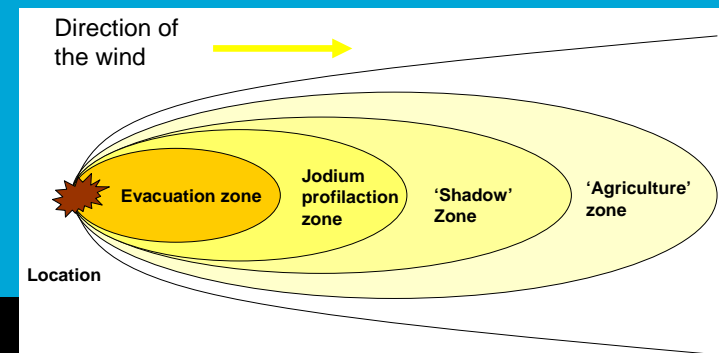 Direction of
the wind
Evacuation zone
Jodium
profilaction
zone
‘Shadow’
Zone
‘Agriculture’
zone
Location